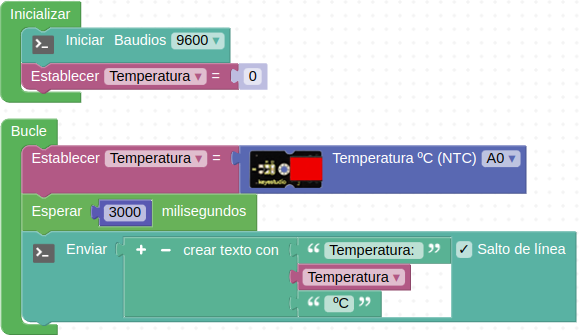 Inicializar
Iniciar Baudios 9600
Establecer Temperatura = 0
Bucle
Establecer Temperatura = keyestudio Temperatura ºC (NTC) A0
Esperar 3000 milisegundos
Enviar + − crear texto con “ Temperatura: ” ✓ Salto de línea
Temperatura
“ ºC ”